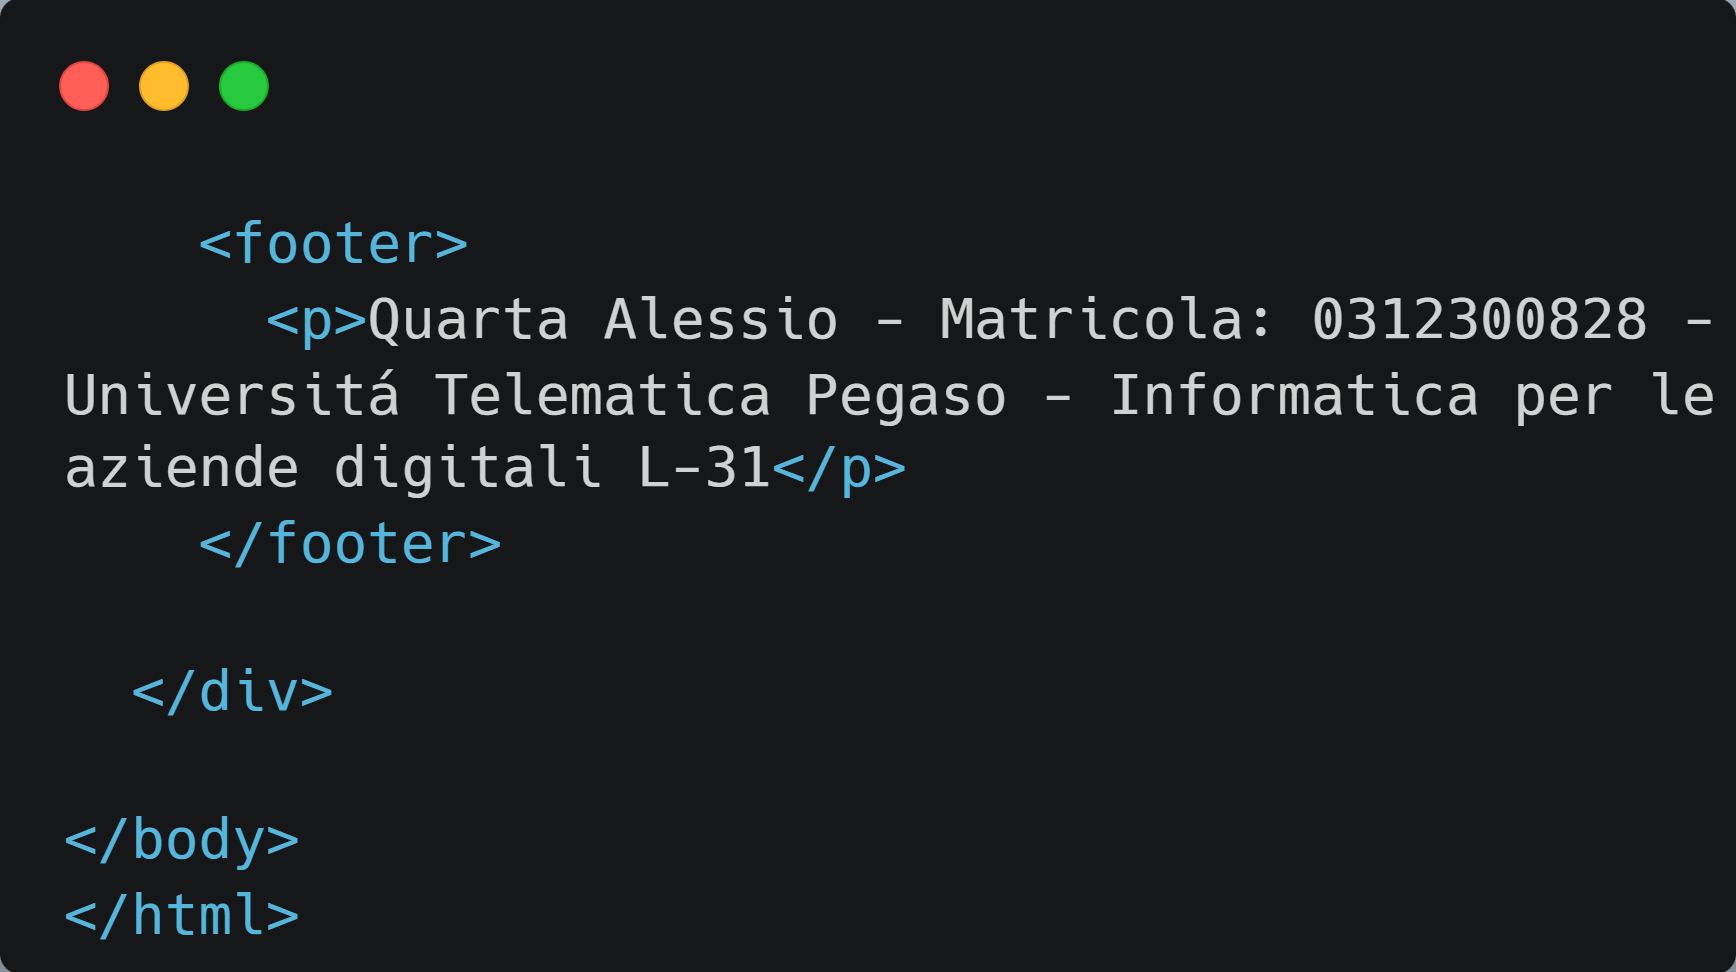 <footer>
<p>Quarta Alessio - Matricola: 0312300828 -
Universitá Telematica Pegaso - Informatica per le
aziende digitali L-31</p>
</footer>
</div>
</body>
</html>